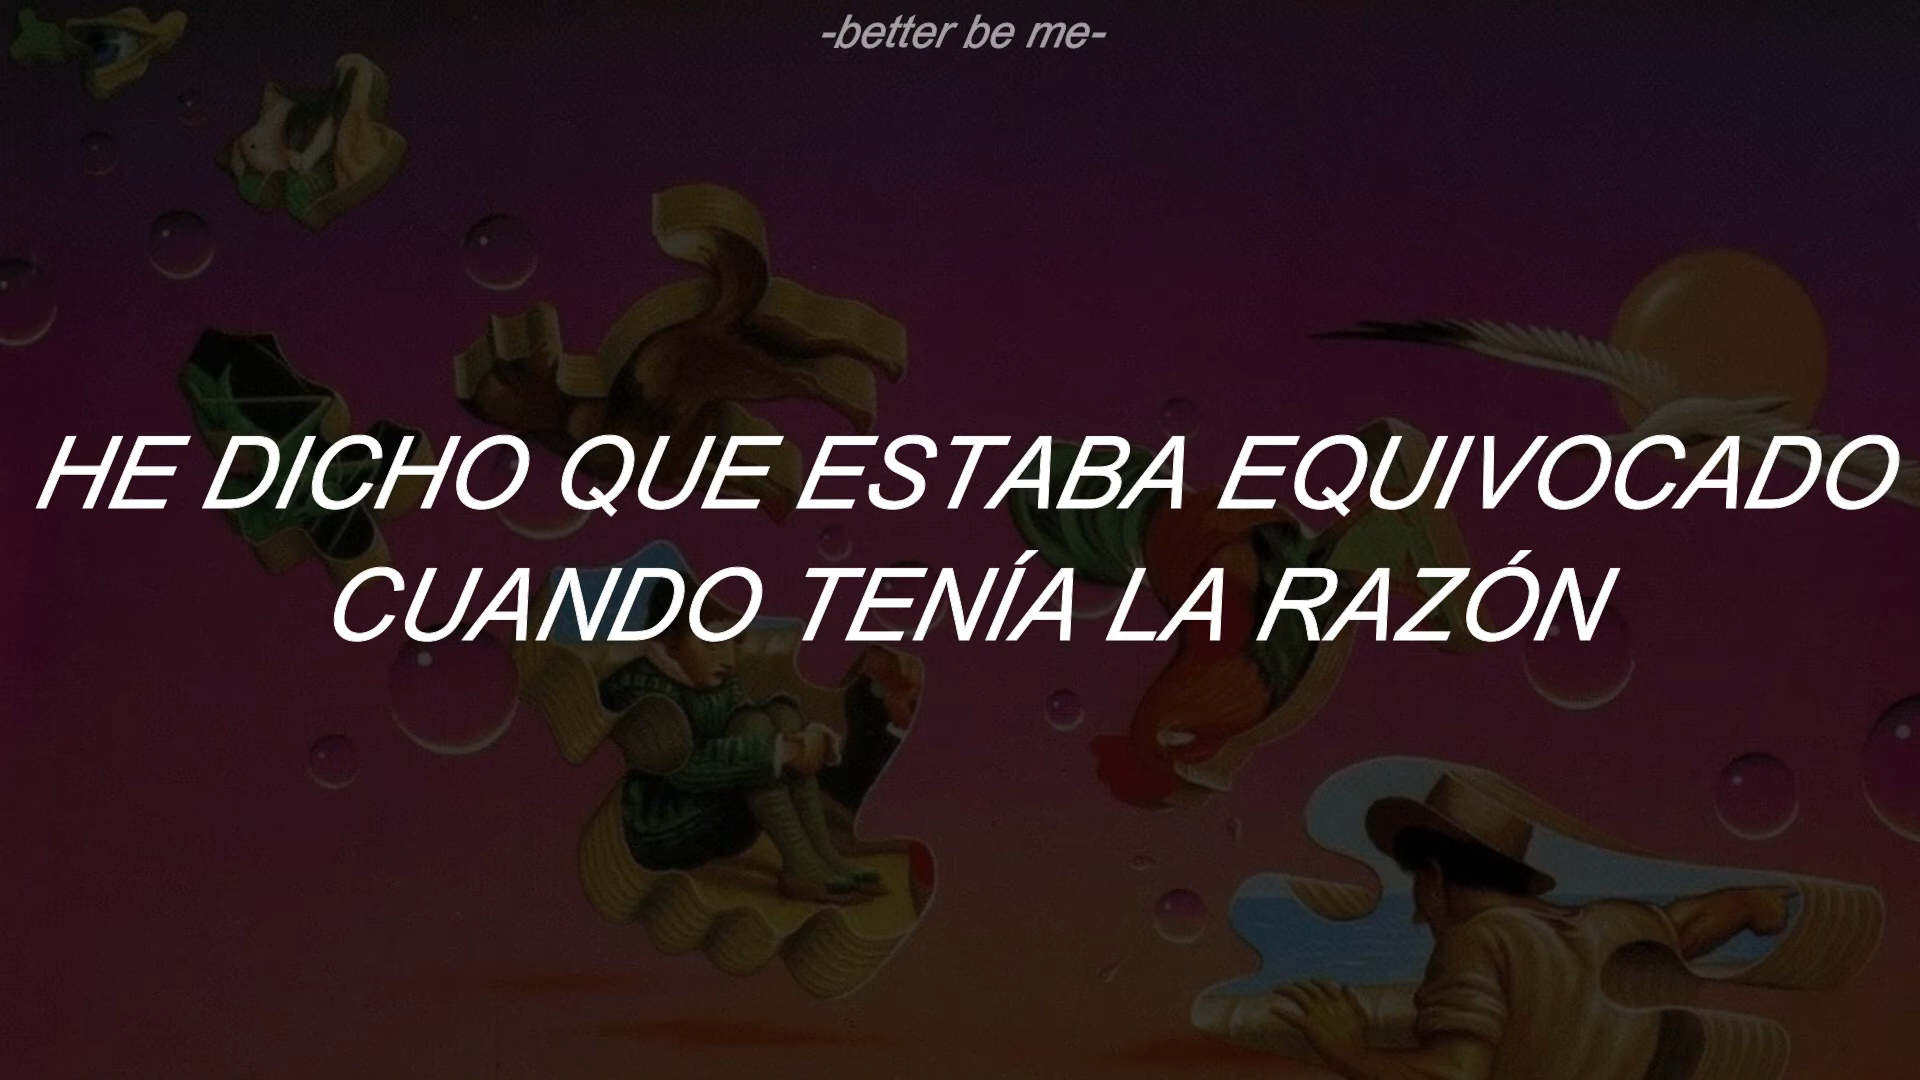 -better be me-
HE DICHO QUE ESTABA EQUIVOCADO
CUANDO TENÍA LA RAZÓN